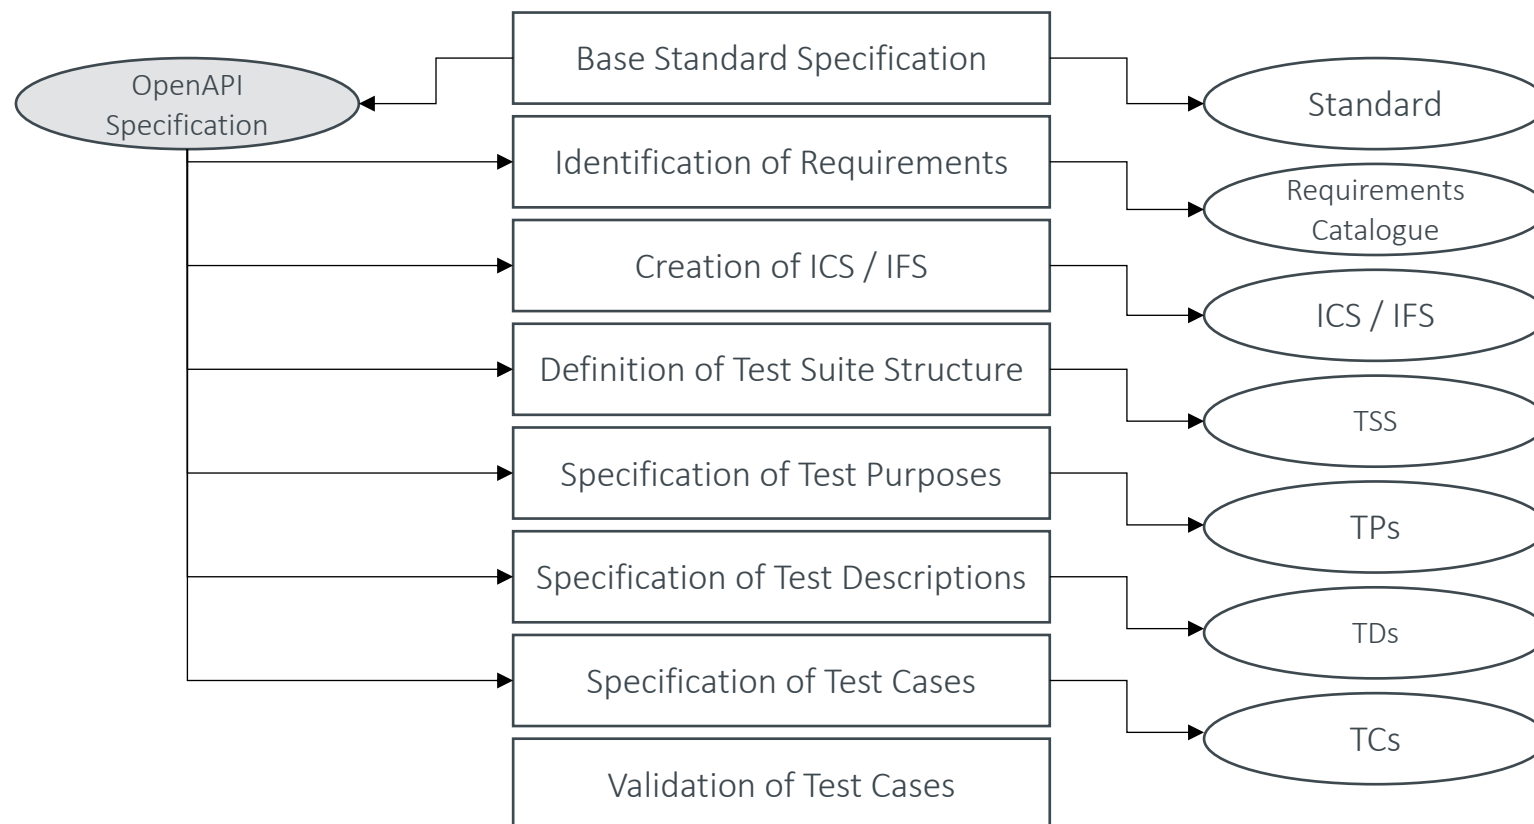 Base Standard Specification
OpenAPI
Specification
Standard
Identification of Requirements
Requirements
Catalogue
Creation of ICS / IFS
ICS / IFS
Definition of Test Suite Structure
TSS
Specification of Test Purposes
TPs
Specification of Test Descriptions
TDs
Specification of Test Cases
TCs
Validation of Test Cases